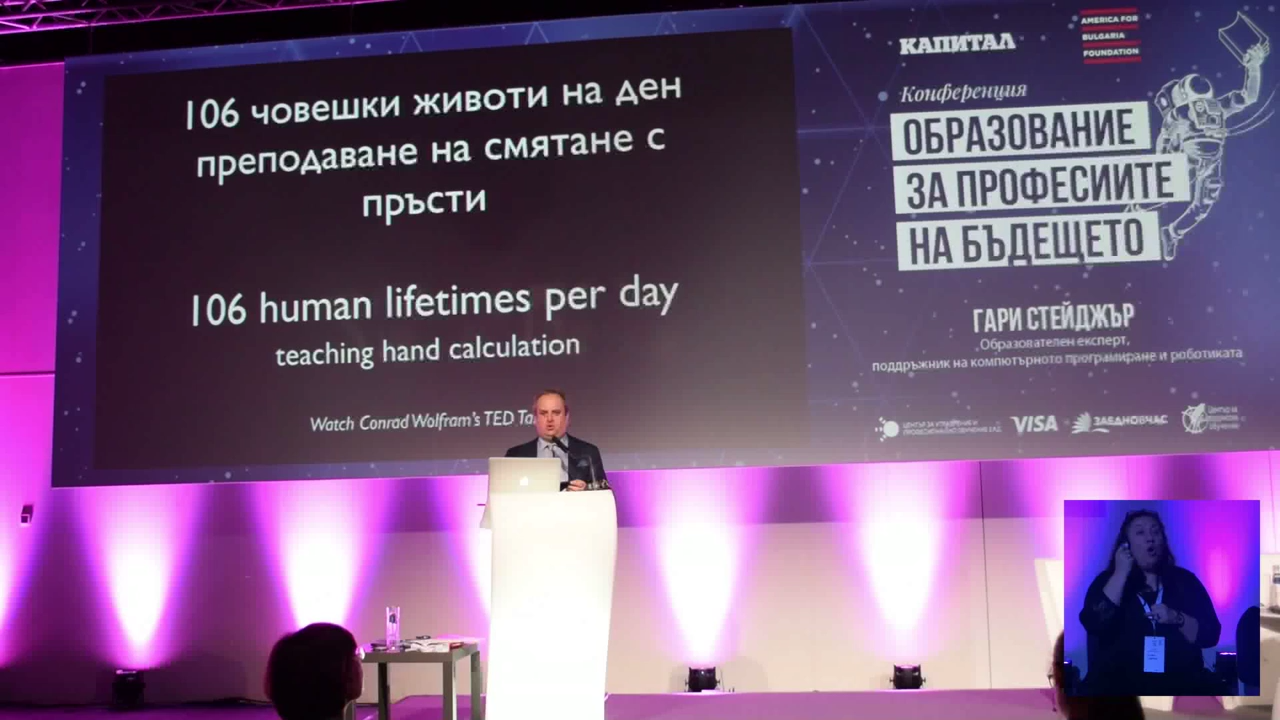 106 човешки животи на ден
преподаване на смятане с
пръсти
106 human lifetimes per day
teaching hand calculation
Watch Conrad Wolfram's TED
КАПИТАЛ
AMERICA FOR
BULGARIA
FOUNDATION
Конференция
ОБРАЗОВАНИЕ
ЗА ПРОФЕСИИТЕ
НА БЪДЕЩЕТО
ГАРИ СТЕЙДЖЪР
Образователен експерт,
поддръжник на компютърното програмиране и роботиката
VISA
ЗАЕДНОВЧАС